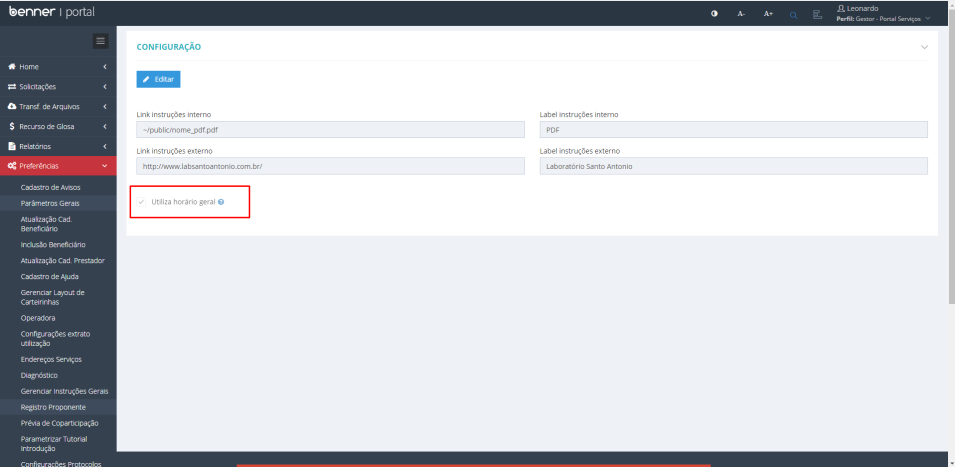 benner | portal
A-
A+
Leonardo
Perfil: Gestor - Portal Serviços
Home
Solicitações
Transf. de Arquivos
Recurso de Glosa
Relatórios
Preferências
Cadastro de Avisos
Parâmetros Gerais
Atualização Cad.
Beneficiário
Inclusão Beneficiário
Atualização Cad. Prestador
Cadastro de Ajuda
Gerenciar Layout de
Carteirinhas
Operadora
Configurações extrato
utilização
Endereços Serviços
Diagnóstico
Gerenciar Instruções Gerais
Registro Proponente
Prévia de Coparticipação
Parametrizar Tutorial
Introdução
Configurações Protocolos
CONFIGURAÇÃO
Editar
Link instruções interno
~/public/nome_pdf.pdf
Label instruções interno
PDF
Link instruções externo
http://www.labsantoantonio.com.br/
Label instruções externo
Laboratório Santo Antonio
Utiliza horário geral